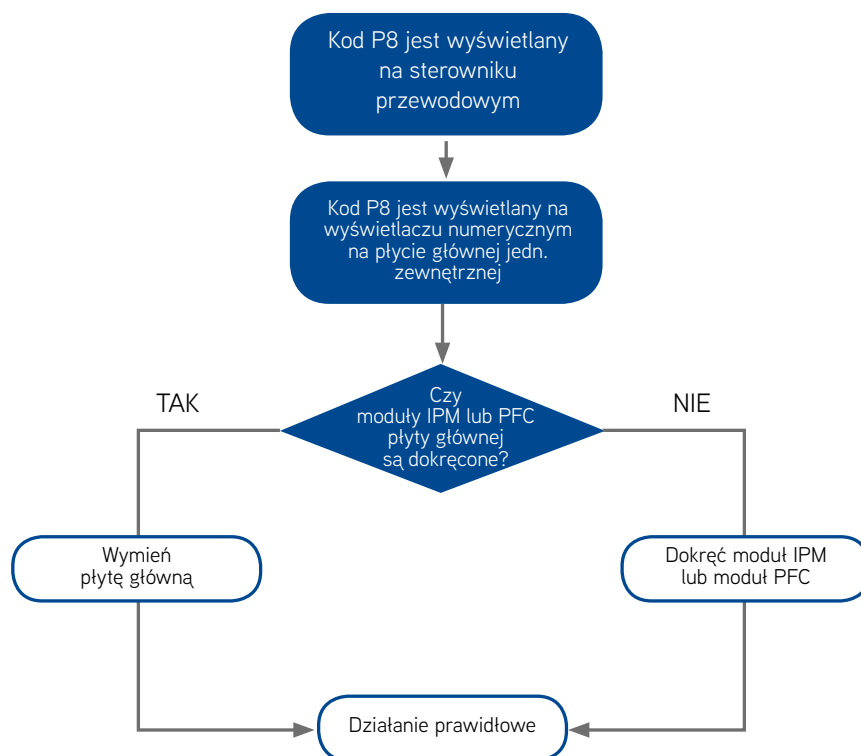 Kod P8 jest wyświetlany
na sterowniku
przewodowym
Kod P8 jest wyświetlany na
wyświetlaczu numerycznym
na płycie głównej jedn.
zewnętrznej
Czy
moduły IPM lub PFC
płyty głównej
są dokręcone?
TAK
NIE
Wymień
płytę główną
Dokręć moduł IPM
lub moduł PFC
Działanie prawidłowe